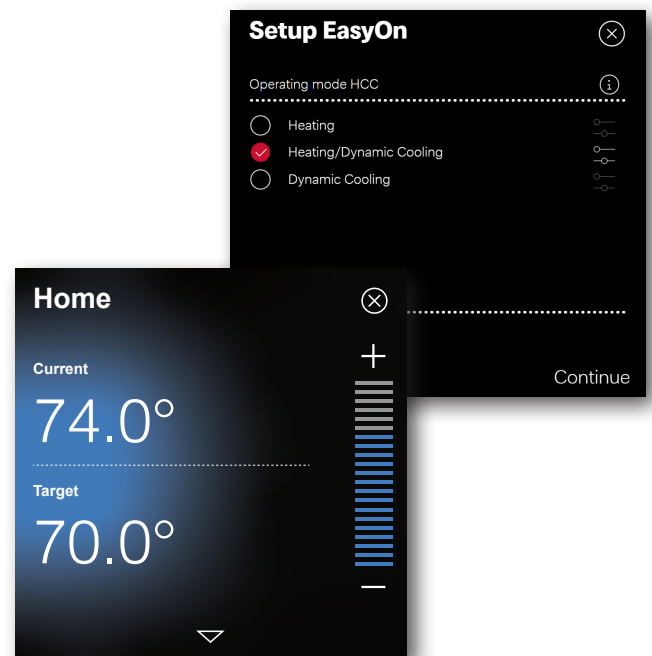 Setup EasyOn
Operating mode HCC
Heating
Heating/Dynamic Cooling
Dynamic Cooling
Continue
Home
Current
74.0°
Target
70.0°